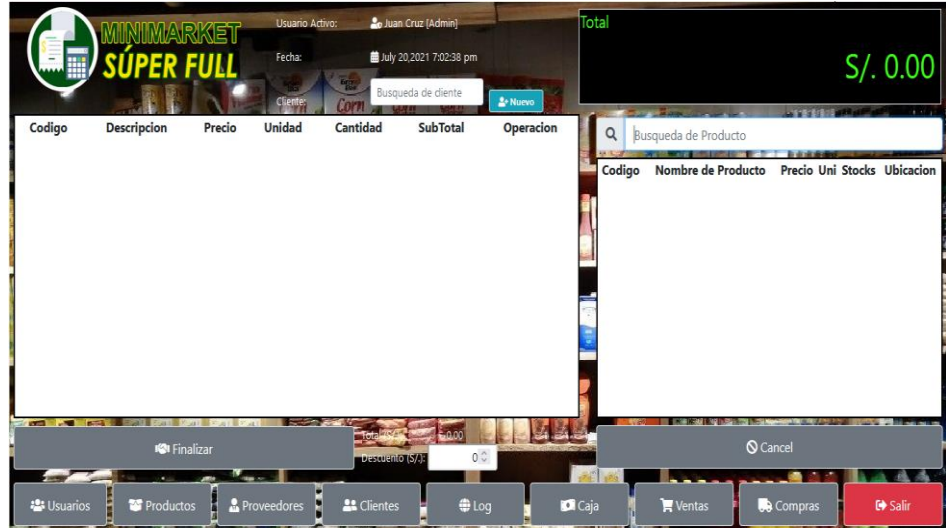 MINIMARKET
SÚPER FULL
Usuario Activo: Juan Cruz [Admin]
Fecha: July 20,2021 7:02:38 pm
Cliente: Busqueda de cliente Nuevo
Total
S/. 0.00
Codigo Descripcion Precio Unidad Cantidad SubTotal Operacion
Busqueda de Producto
Codigo Nombre de Producto Precio Uni Stocks Ubicacion
Finalizar
Total (S/.): 0.00
Descuento (S/.): 0
Cancel
Usuarios Productos Proveedores Clientes Log Caja Ventas Compras Salir